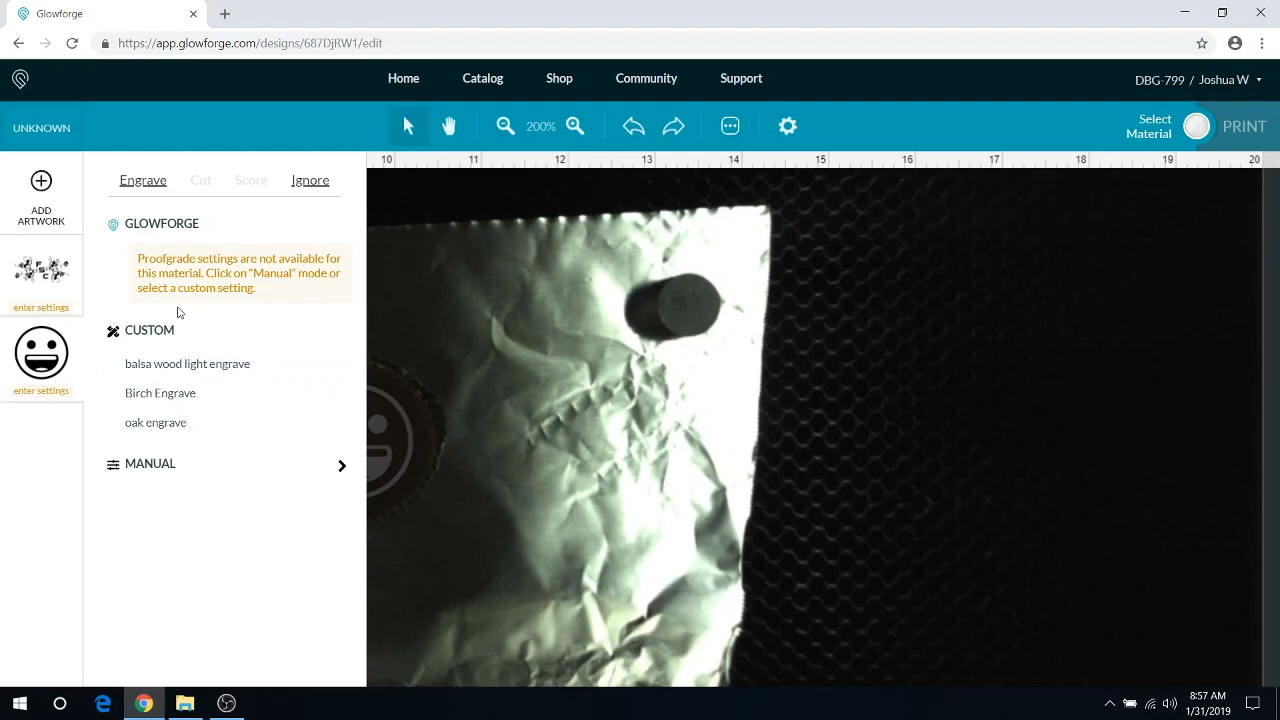 Glowforge
https://app.glowforge.com/designs/687DjRW1/edit
Home Catalog Shop Community Support
DBG-799 / Joshua W
UNKNOWN
200%
Select
Material
PRINT
10 11 12 13 14 15 16 17 18 19 20
ADD
ARTWORK
enter settings
enter settings
Engrave Cut Score Ignore
GLOWFORGE
Proofgrade settings are not available for
this material. Click on "Manual" mode or
select a custom setting.
CUSTOM
balsa wood light engrave
Birch Engrave
oak engrave
MANUAL
8:57 AM
1/31/2019